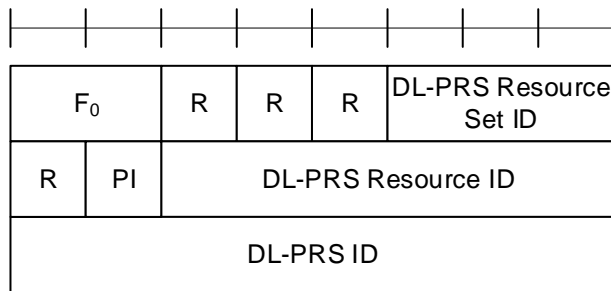 F₀ R R R DL-PRS Resource
Set ID
R PI DL-PRS Resource ID
DL-PRS ID